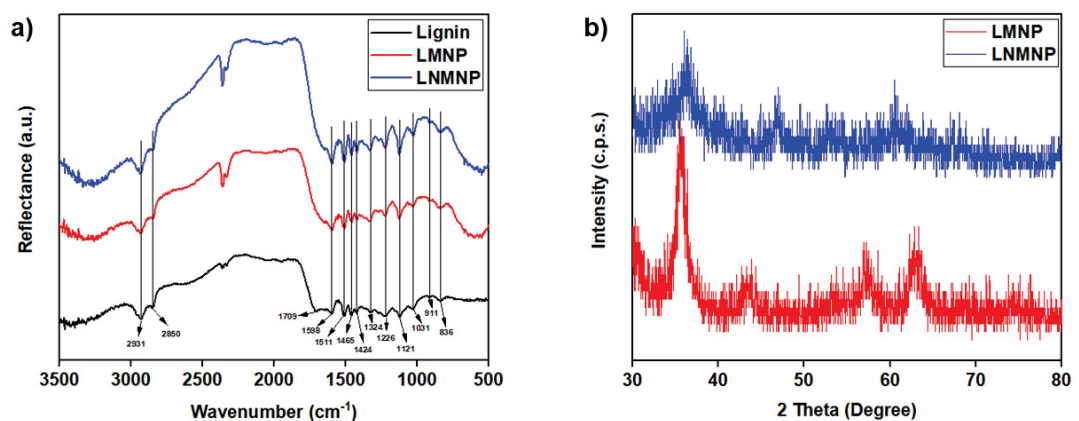 a)
Lignin
LMNP
LNMNP
Reflectance (a.u.)
2931
2850
1709
1598
1511
1465
1424
1324
1226
1121
1031
911
836
3500 3000 2500 2000 1500 1000 500
Wavenumber (cm⁻¹)
b)
LMNP
LNMNP
Intensity (c.p.s.)
30 40 50 60 70 80
2 Theta (Degree)